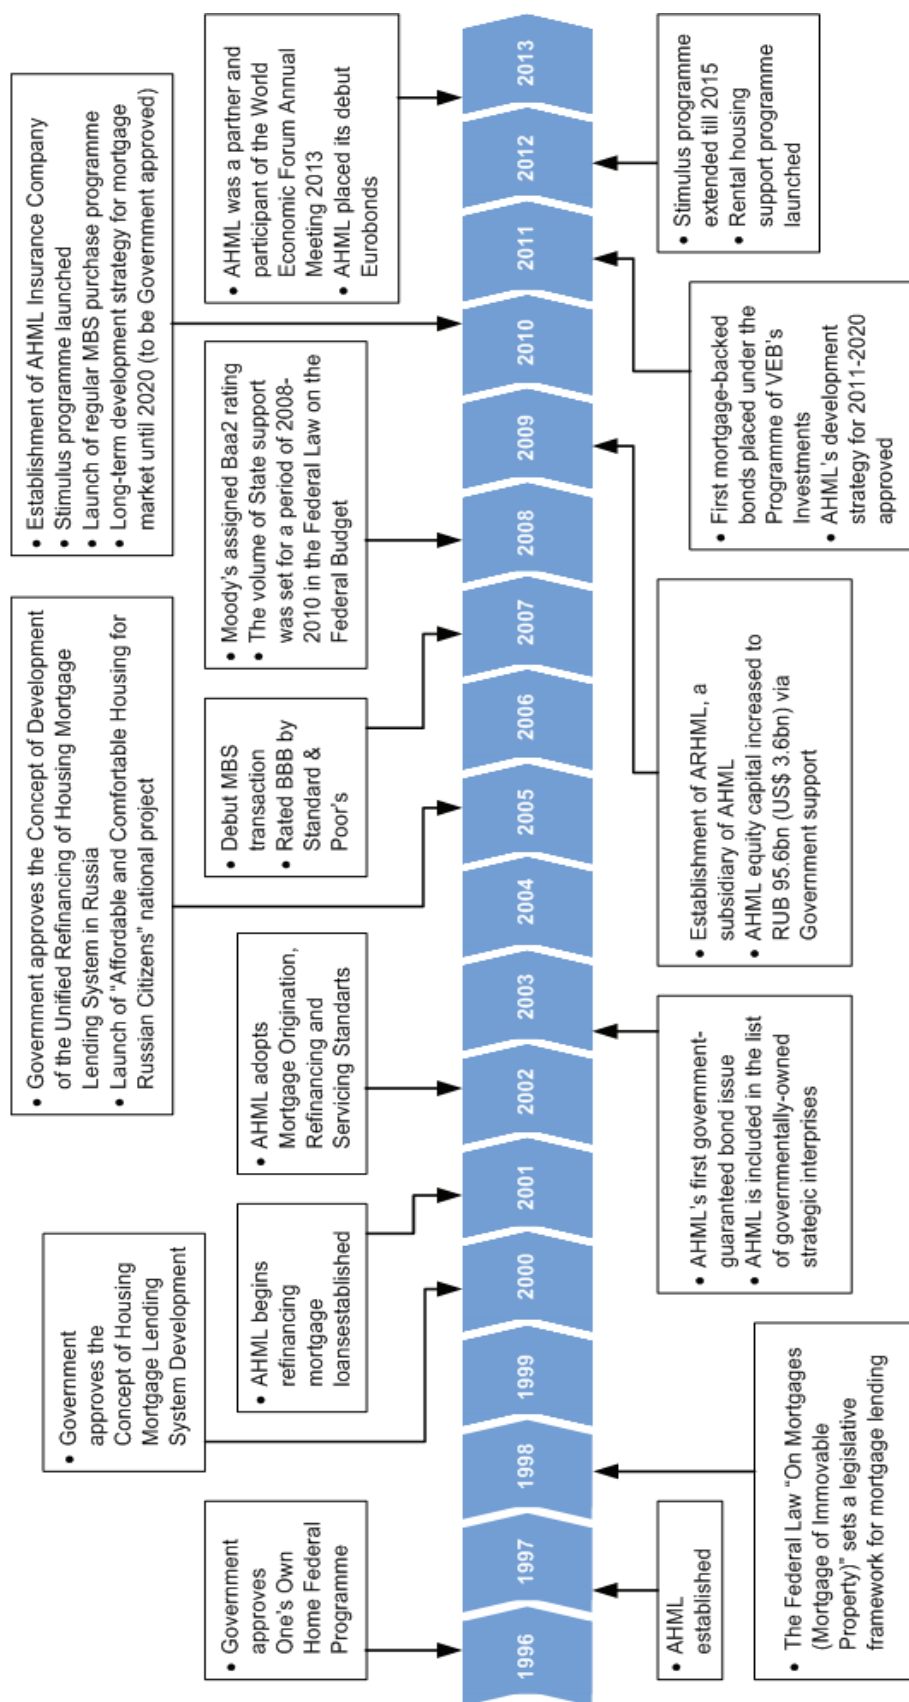 • Establishment of AHML Insurance Company
• Stimulus programme launched
• Launch of regular MBS purchase programme
• Long-term development strategy for mortgage
market until 2020 (to be Government approved)
• Government approves the Concept of Development
of the Unified Refinancing of Housing Mortgage
Lending System in Russia
• Launch of “Affordable and Comfortable Housing for
Russian Citizens” national project
• Government
approves the
Concept of Housing
Mortgage Lending
System Development
• Government
approves
One’s Own
Home Federal
Programme
• AHML begins
refinancing
mortgage
loansestablished
• AHML adopts
Mortgage Origination,
Refinancing and
Servicing Standarts
• Debut MBS
transaction
• Rated BBB by
Standard &
Poor’s
• Moody’s assigned Baa2 rating
• The volume of State support
was set for a period of 2008-
2010 in the Federal Law on the
Federal Budget
• AHML was a partner and
participant of the World
Economic Forum Annual
Meeting 2013
• AHML placed its debut
Eurobonds
1996
1997
1998
1999
2000
2001
2002
2003
2004
2005
2006
2007
2008
2009
2010
2011
2012
2013
• AHML
established
• The Federal Law “On Mortgages
(Mortgage of Immovable
Property)” sets a legislative
framework for mortgage lending
• AHML’s first government-
guaranteed bond issue
• AHML is included in the list
of governmentally-owned
strategic interprises
• Establishment of ARHML, a
subsidiary of AHML
• AHML equity capital increased to
RUB 95.6bn (US$ 3.6bn) via
Government support
• First mortgage-backed
bonds placed under the
Programme of VEB’s
Investments
• AHML’s development
strategy for 2011-2020
approved
• Stimulus programme
extended till 2015
• Rental housing
support programme
launched